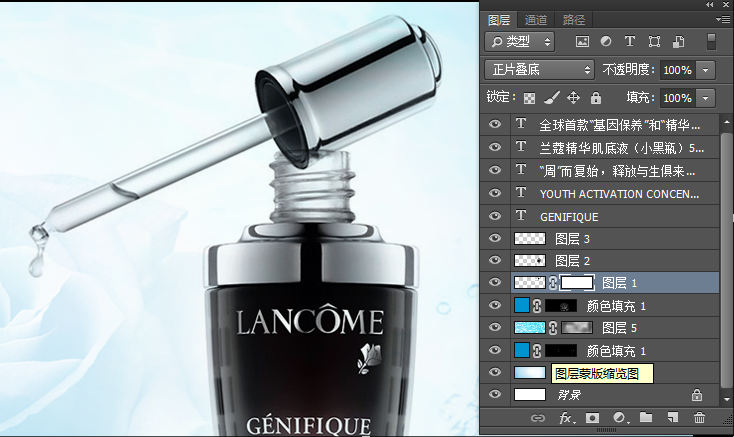 LANCÔME
GÉNIFIQUE
图层 通道 路径
类型
正片叠底 不透明度: 100%
锁定: 填充: 100%
T 全球首款“基因保养”和“精华...
T 兰蔻精华肌底液（小黑瓶）5...
T “周”而复始，释放与生俱来...
T YOUTH ACTIVATION CONCEN...
T GENIFIQUE
图层 3
图层 2
图层 1
颜色填充 1
图层 5
颜色填充 1
图层蒙版缩览图
背景
fx